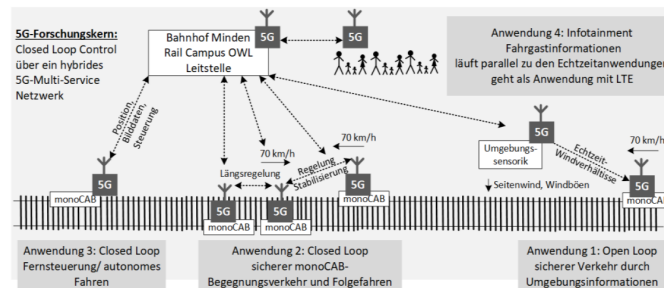 5G-Forschungskern:
Closed Loop Control
über ein hybrides
5G-Multi-Service
Netzwerk
Bahnhof Minden
Rail Campus OWL
Leitstelle
5G
5G
Anwendung 4: Infotainment
Fahrgastinformationen
läuft parallel zu den Echtzeitanwendungen
geht als Anwendung mit LTE
Position,
Bilddaten,
Steuerung
70 km/h
70 km/h
Längsregelung
Regelung
Stabilisierung
5G
Umgebungs-
sensorik
Echtzeit-
Windverhältisse
70 km/h
Seitenwind, Windböen
5G
monoCAB
5G
monoCAB
5G
monoCAB
5G
monoCAB
5G
monoCAB
Anwendung 3: Closed Loop
Fernsteuerung/ autonomes
Fahren
Anwendung 2: Closed Loop
sicherer monoCAB-
Begegnungsverkehr und Folgefahren
Anwendung 1: Open Loop
sicherer Verkehr durch
Umgebungsinformationen